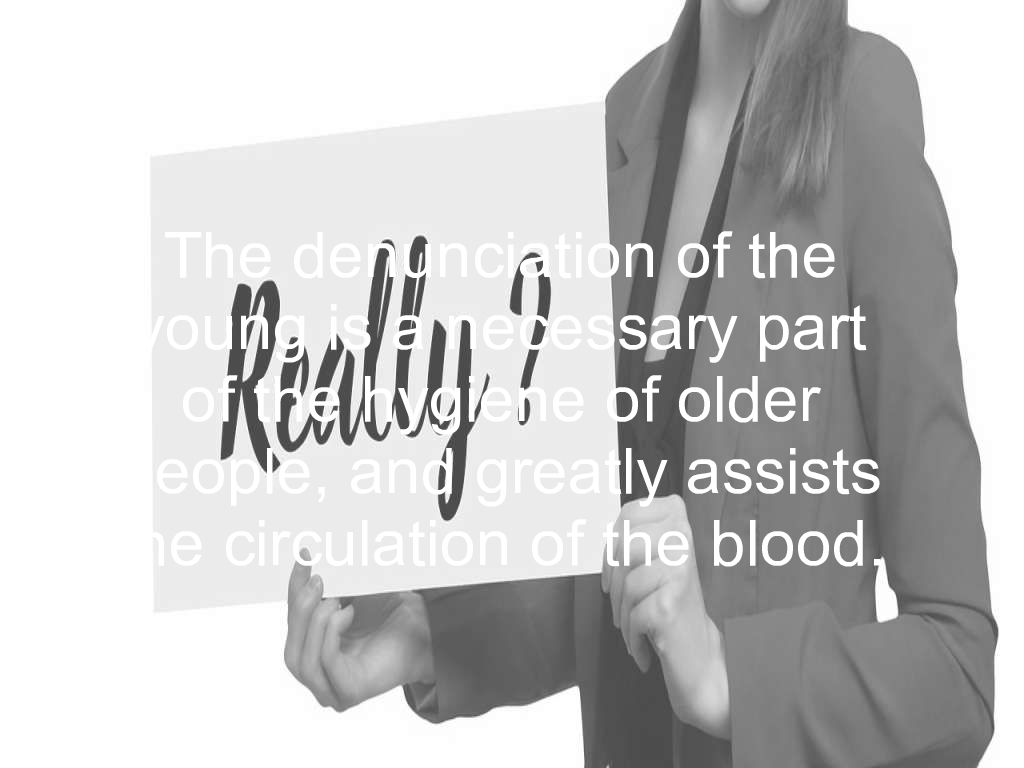 The denunciation of the
young is a necessary part
of the hygiene of older
people, and greatly assists
the circulation of the blood.
Really ?